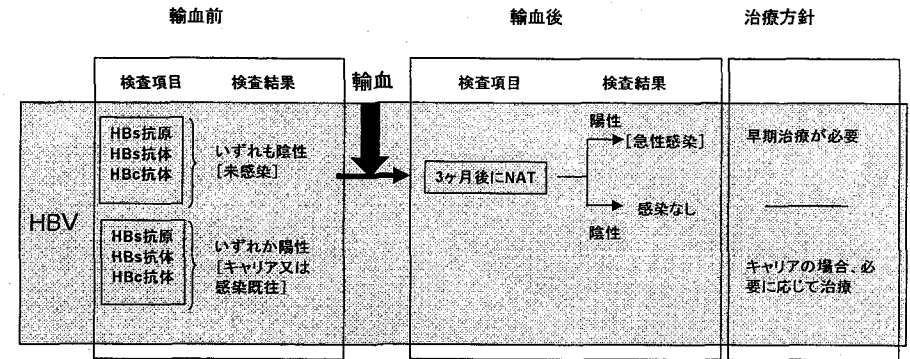 輸血前
輸血後
治療方針
検査項目
検査結果
輸血
検査項目
検査結果
HBV
HBs抗原
HBs抗体
HBc抗体
いずれも陰性
[未感染]
3ヶ月後にNAT
陽性
[急性感染]
感染なし
陰性
早期治療が必要
HBs抗原
HBs抗体
HBc抗体
いずれか陽性
[キャリア又は
感染既往]
キャリアの場合、必
要に応じて治療